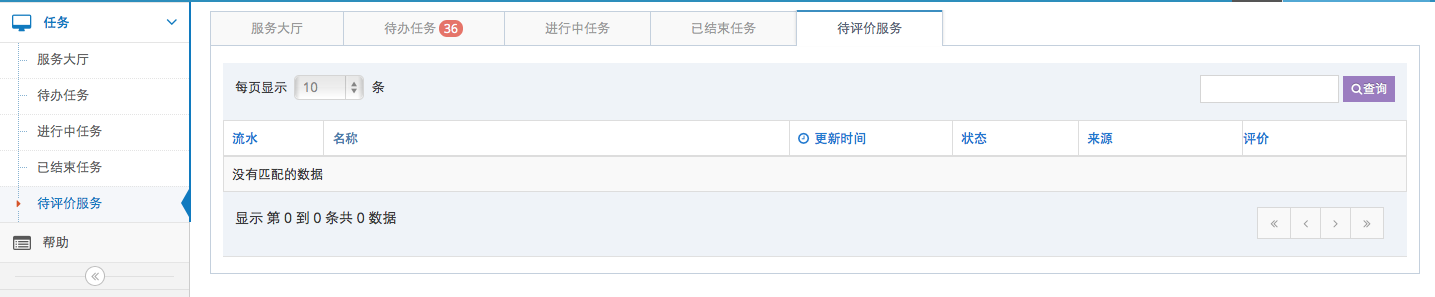 任务
服务大厅
待办任务
进行中任务
已结束任务
待评价服务
帮助
服务大厅 待办任务 36 进行中任务 已结束任务 待评价服务
每页显示 10 条 查询
流水 名称 更新时间 状态 来源 评价
没有匹配的数据
显示 第 0 到 0 条共 0 数据